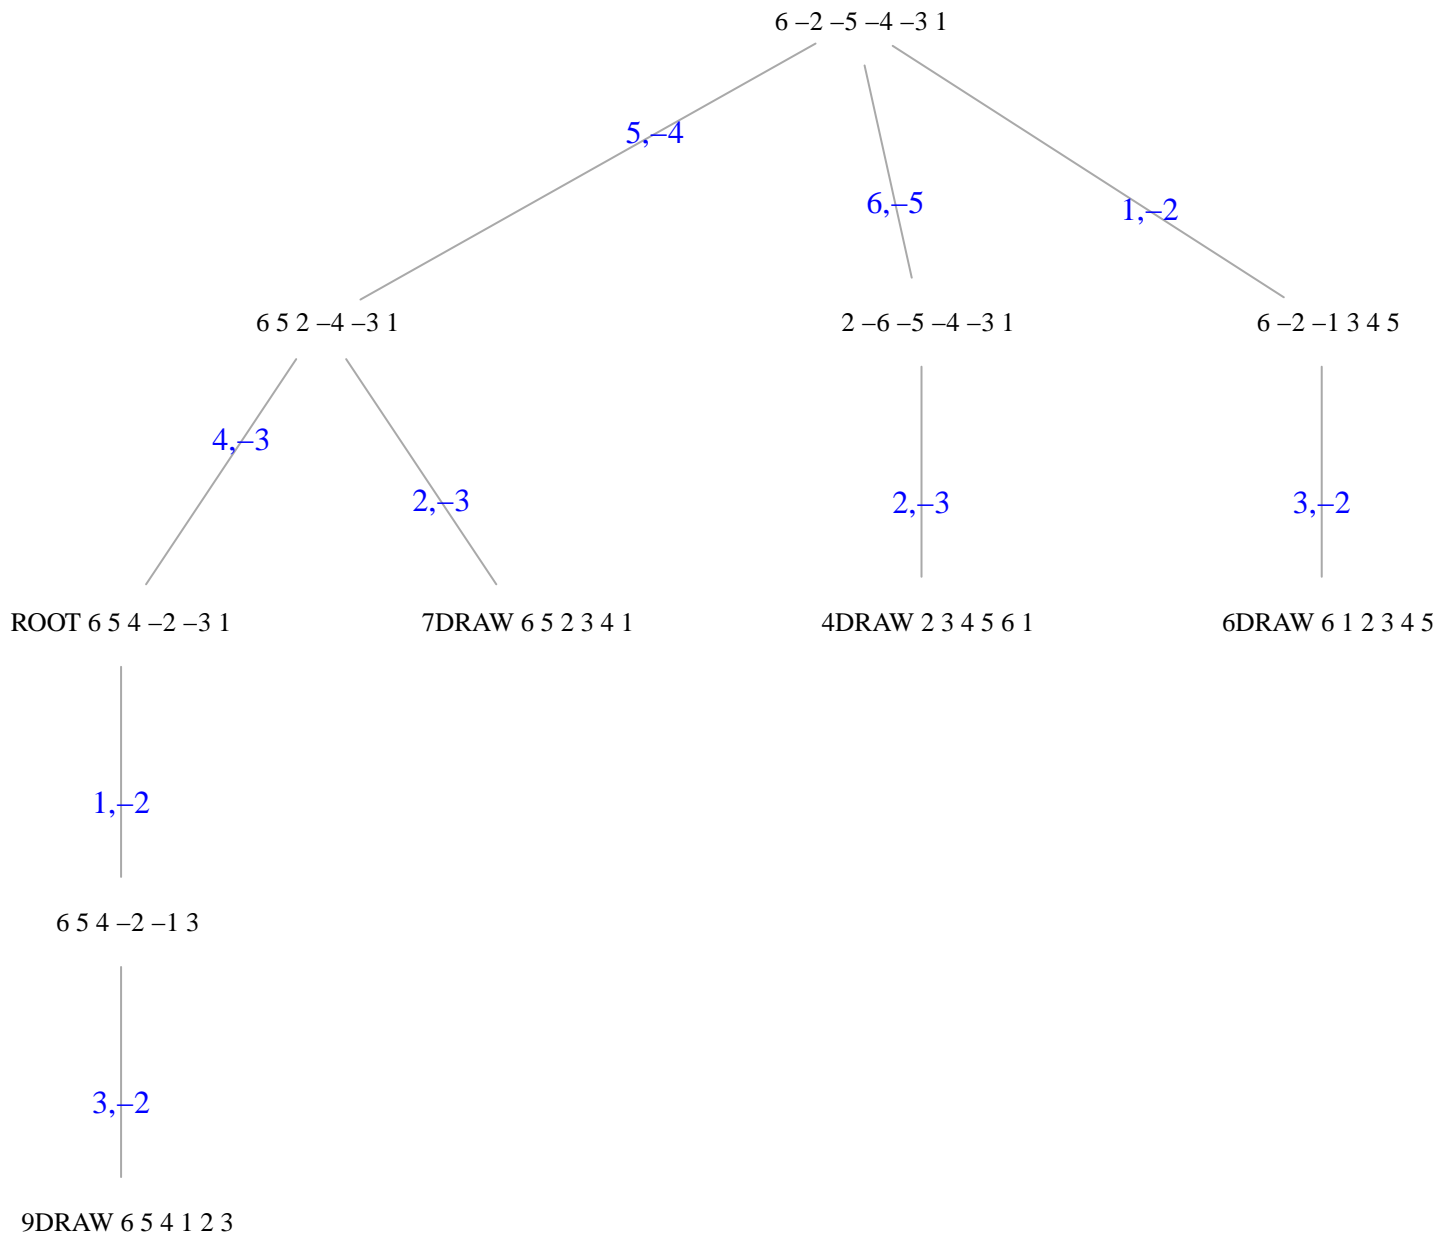 6 –2 –5 –4 –3 1
5,–4
6,–5
1,–2
6 5 2 –4 –3 1
2 –6 –5 –4 –3 1
6 –2 –1 3 4 5
4,–3
2,–3
2,–3
3,–2
ROOT 6 5 4 –2 –3 1
7DRAW 6 5 2 3 4 1
4DRAW 2 3 4 5 6 1
6DRAW 6 1 2 3 4 5
1,–2
6 5 4 –2 –1 3
3,–2
9DRAW 6 5 4 1 2 3